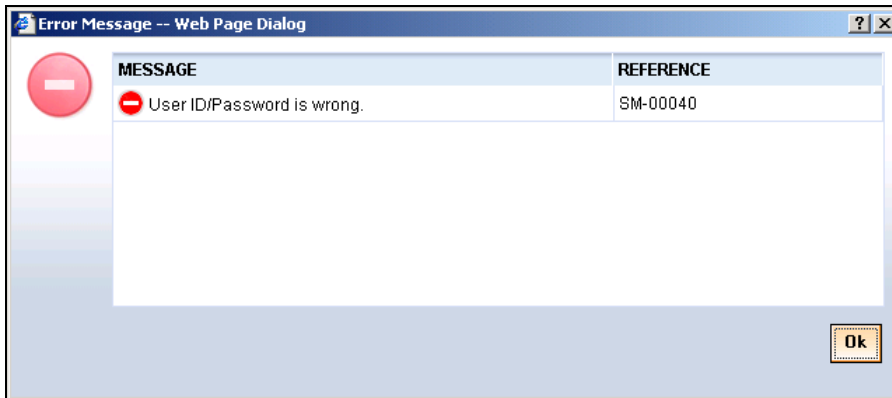 Error Message -- Web Page Dialog
MESSAGE REFERENCE
User ID/Password is wrong. SM-00040
Ok